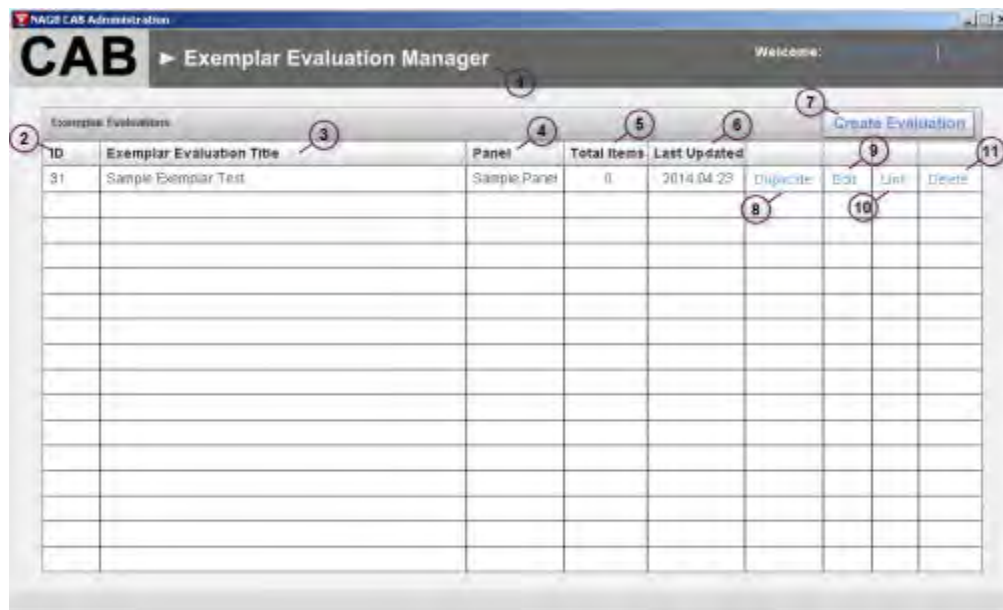 NAGB CAB Administration
CAB ► Exemplar Evaluation Manager
Welcome:
1
7
Exemplar Evaluations
Create Evaluation
2
3
4
5
6
9
11
ID Exemplar Evaluation Title Panel Total Items Last Updated
31 Sample Exemplar Test Sample Panel 0 2014.04.23 Duplicate Edit Link Delete
8
10